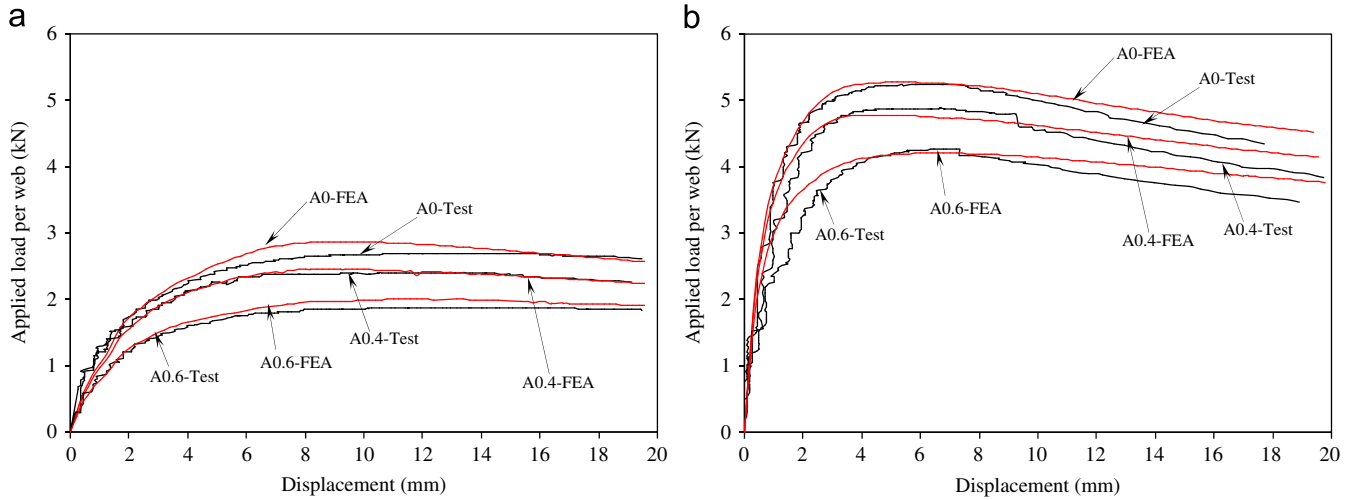 a
6
5
4
3
2
1
0
Applied load per web (kN)
A0-FEA
A0-Test
A0.4-Test
A0.6-FEA
A0.6-Test
A0.4-FEA
0 2 4 6 8 10 12 14 16 18 20
Displacement (mm)
b
6
5
4
3
2
1
0
Applied load per web (kN)
A0-FEA
A0-Test
A0.6-FEA
A0.6-Test
A0.4-FEA
A0.4-Test
0 2 4 6 8 10 12 14 16 18 20
Displacement (mm)